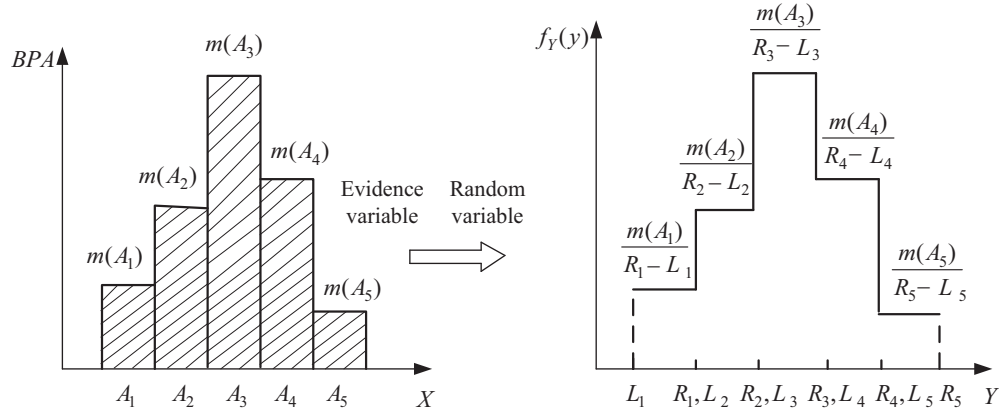 BPA
m(A₃)
m(A₂)
m(A₄)
m(A₁)
m(A₅)
A₁ A₂ A₃ A₄ A₅ X
Evidence variable
Random variable
f_Y(y)
m(A₃)
R₃ – L₃
m(A₂)
R₂ – L₂
m(A₄)
R₄ – L₄
m(A₁)
R₁ – L₁
m(A₅)
R₅ – L₅
L₁ R₁, L₂ R₂, L₃ R₃, L₄ R₄, L₅ R₅ Y